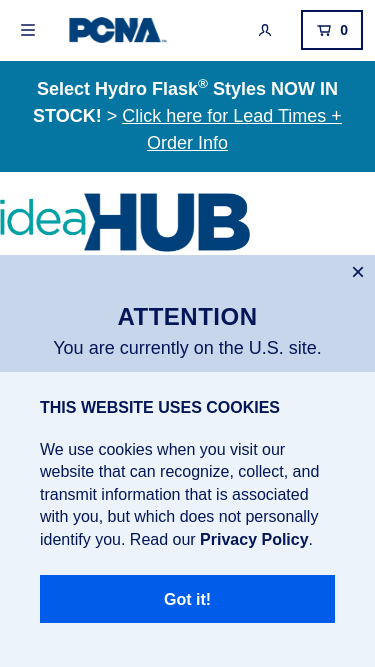 PCNA
0
Select Hydro Flask® Styles NOW IN
STOCK! > Click here for Lead Times +
Order Info
ideaHUB
×
ATTENTION
You are currently on the U.S. site.
THIS WEBSITE USES COOKIES
We use cookies when you visit our
website that can recognize, collect, and
transmit information that is associated
with you, but which does not personally
identify you. Read our Privacy Policy.
Got it!